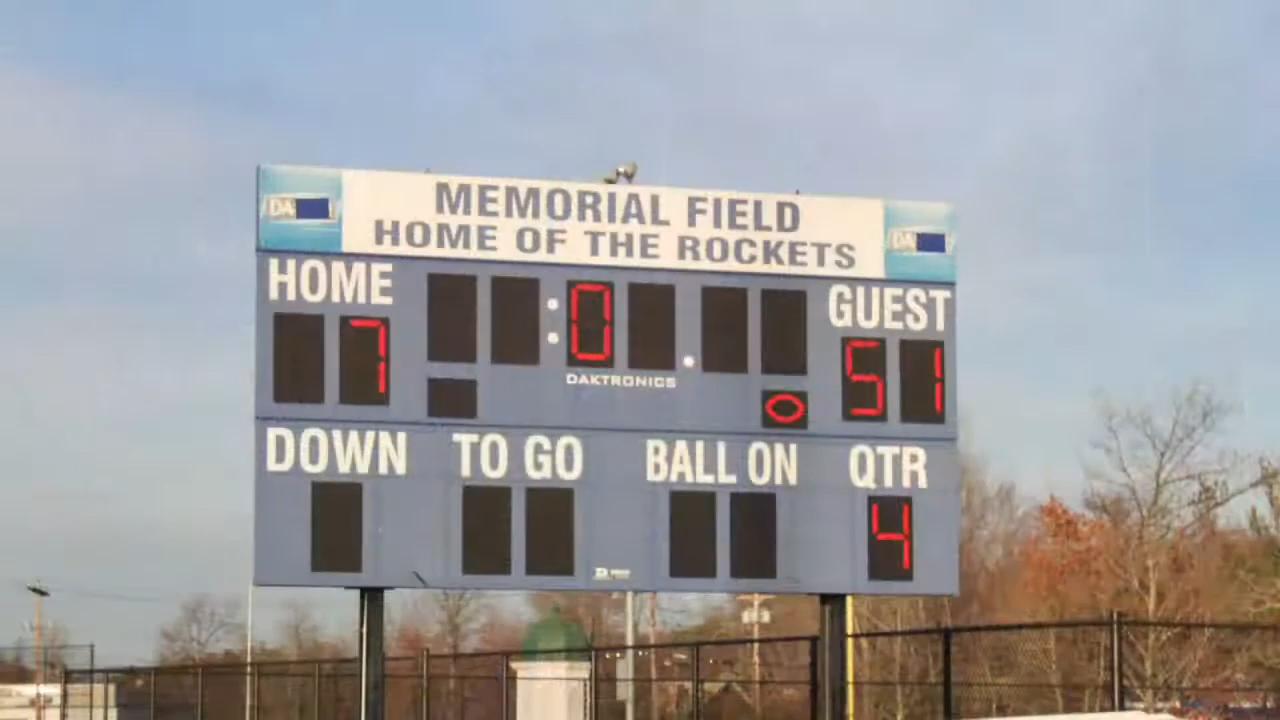 MEMORIAL FIELD
HOME OF THE ROCKETS
HOME
GUEST
7
:0
.
51
DAKTRONICS
DOWN
TO GO
BALL ON
QTR
4